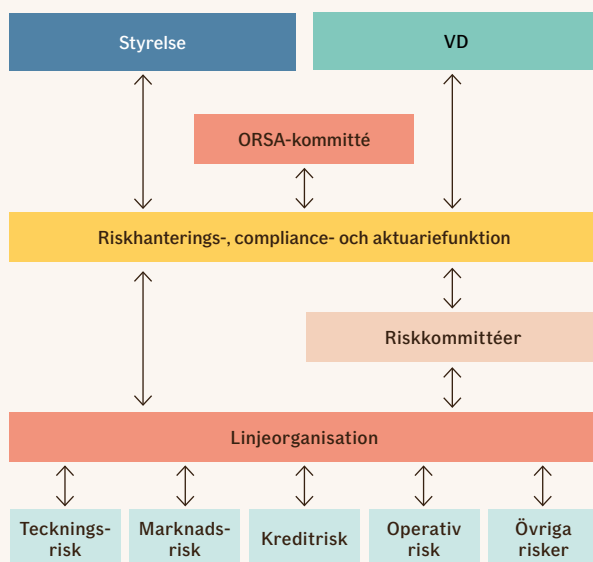 Styrelse
VD
ORSA-kommitté
Riskhanterings-, compliance- och aktuariefunktion
Riskkommittéer
Linjeorganisation
Tecknings-
risk
Marknads-
risk
Kreditrisk
Operativ
risk
Övriga
risker